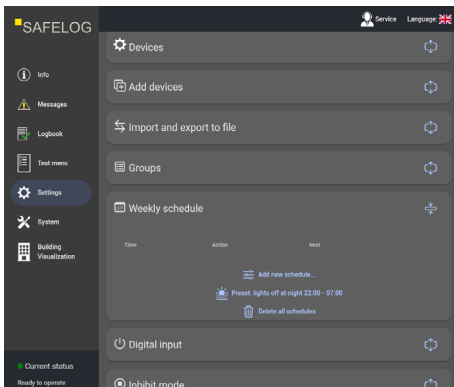 SAFELOG
Service
Language:
Info
Messages
Logbook
Test menu
Settings
System
Building
Visualization
Current status
Ready to operate
Devices
Add devices
Import and export to file
Groups
Weekly schedule
Time Action Next
Add new schedule...
Preset: lights off at night 22:00 - 07:00
Delete all schedules
Digital input
Inhibit mode